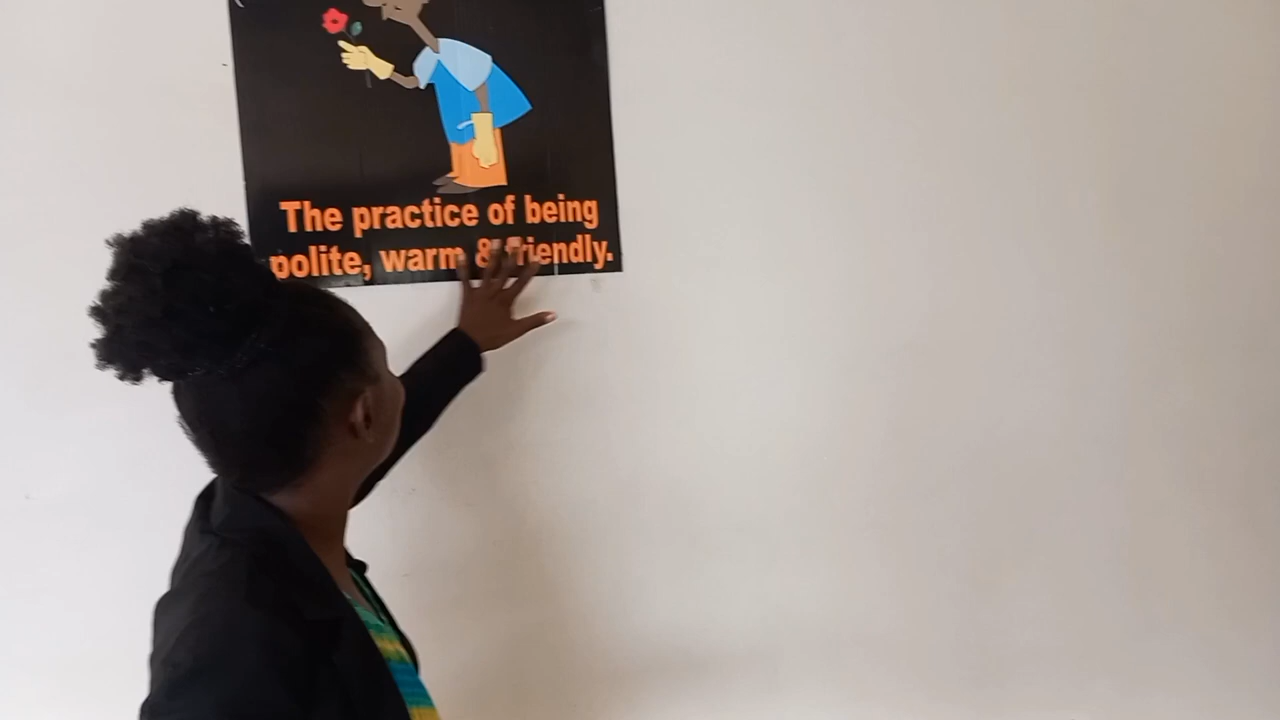 The practice of being
polite, warm & friendly.